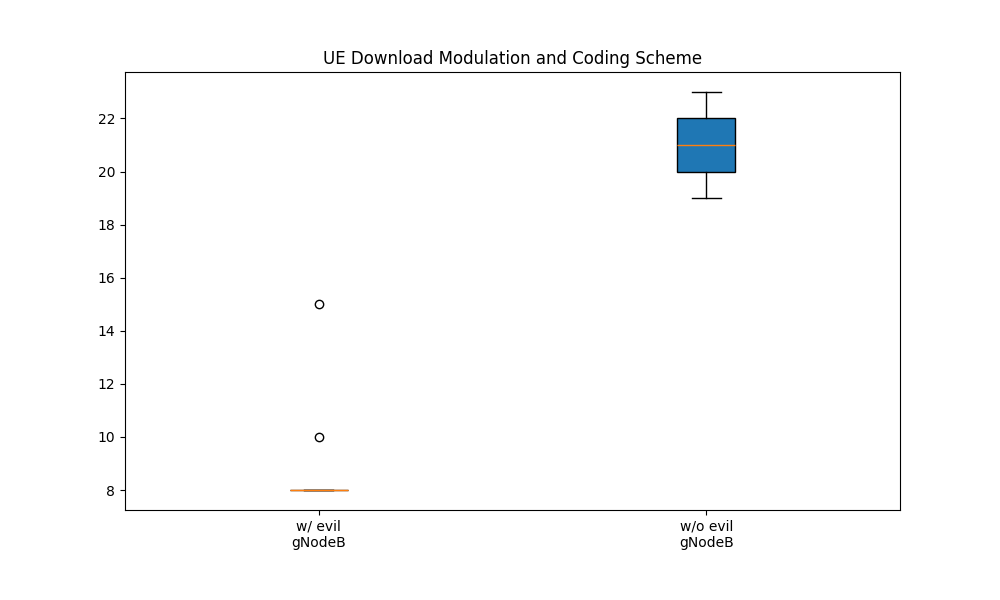 UE Download Modulation and Coding Scheme
22
20
18
16
14
12
10
8
w/ evil
gNodeB
w/o evil
gNodeB